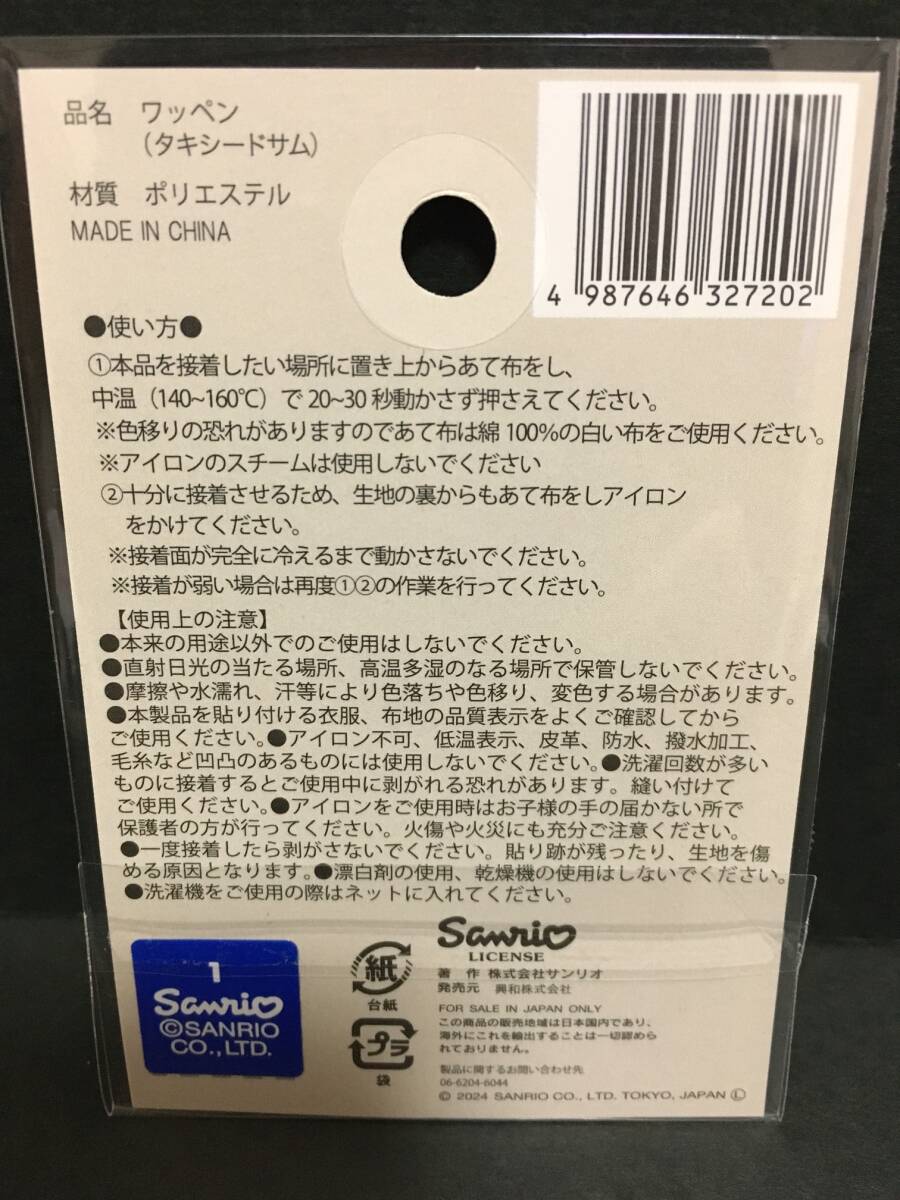 品名　ワッペン
（タキシードサム）
材質　ポリエステル
MADE IN CHINA
4 987646 327202
●使い方●
①本品を接着したい場所に置き上からあて布をし、
中温（140~160℃）で 20~30 秒動かさず押さえてください。
※色移りの恐れがありますのであて布は綿 100%の白い布をご使用ください。
※アイロンのスチームは使用しないでください
②十分に接着させるため、生地の裏からもあて布をしアイロン
をかけてください。
※接着面が完全に冷えるまで動かさないでください。
※接着が弱い場合は再度①②の作業を行ってください。
【使用上の注意】
●本来の用途以外でのご使用はしないでください。
●直射日光の当たる場所、高温多湿のなる場所で保管しないでください。
●摩擦や水濡れ、汗等により色落ちや色移り、変色する場合があります。
●本製品を貼り付ける衣服、布地の品質表示をよくご確認してから
ご使用ください。●アイロン不可、低温表示、皮革、防水、撥水加工、
毛糸など凹凸のあるものには使用しないでください。●洗濯回数が多い
ものに接着するとご使用中に剥がれる恐れがあります。縫い付けて
ご使用ください。●アイロンをご使用時はお子様の手の届かない所で
保護者の方が行ってください。火傷や火災にも充分ご注意ください。
●一度接着したら剥がさないでください。貼り跡が残ったり、生地を傷
める原因となります。●漂白剤の使用、乾燥機の使用はしないでください。
●洗濯機をご使用の際はネットに入れてください。
1
Sanrio
©SANRIO
CO.,LTD.
紙
台紙
プラ
袋
Sanrio
LICENSE
著　作　株式会社サンリオ
発売元　興和株式会社
FOR SALE IN JAPAN ONLY
この商品の販売地域は日本国内であり、
海外にこれを輸出することは一切認めら
れておりません。
製品に関するお問い合わせ先
06-6204-6044
© 2024 SANRIO CO., LTD. TOKYO, JAPAN Ⓛ